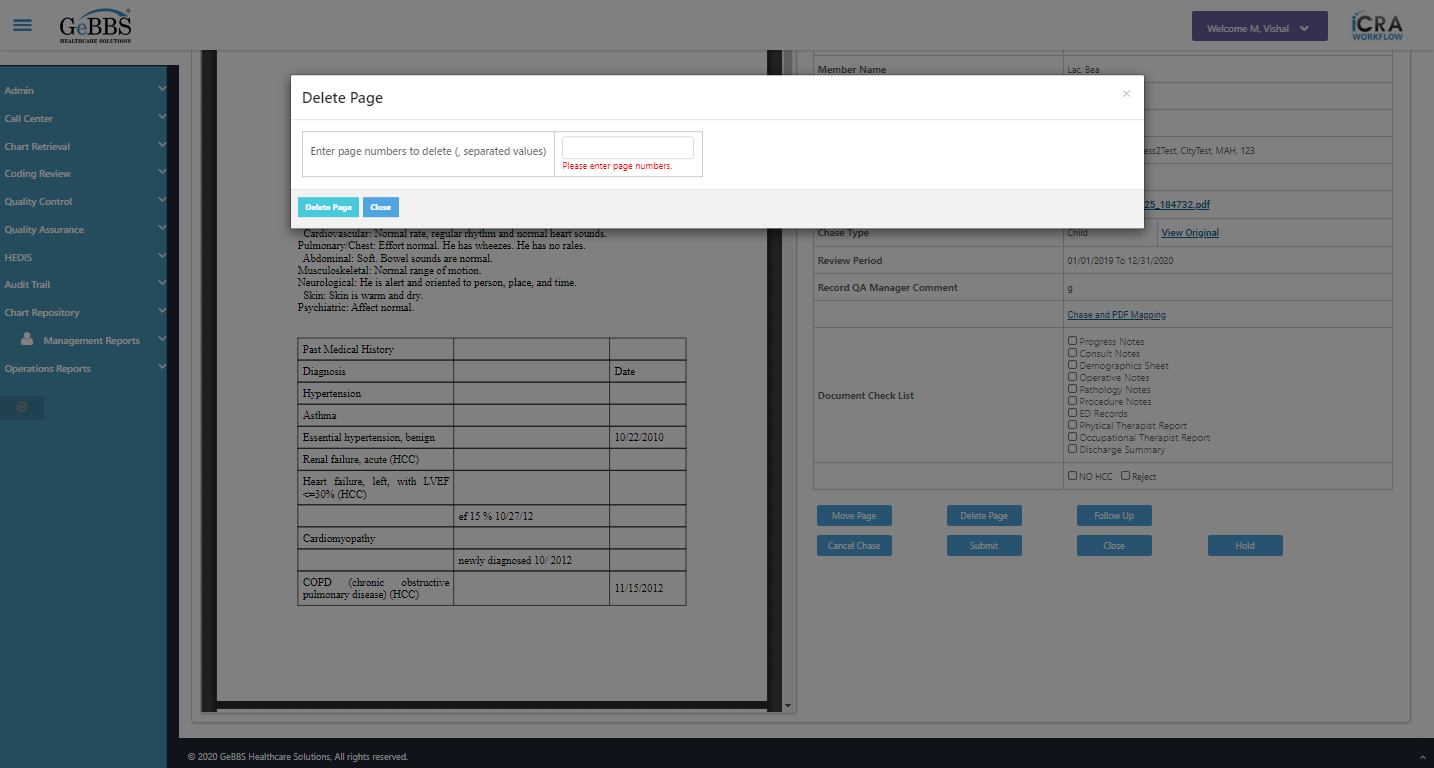 GeBBS
HEALTHCARE SOLUTIONS
Welcome M, Vishal
iCRA
WORKFLOW
Admin
Call Center
Chart Retrieval
Coding Review
Quality Control
Quality Assurance
HEDIS
Audit Trail
Chart Repository
Management Reports
Operations Reports
Delete Page
×
Enter page numbers to delete (, separated values)
Please enter page numbers.
Delete Page Close
Cardiovascular: Normal rate, regular rhythm and normal heart sounds.
Pulmonary/Chest: Effort normal. He has wheezes. He has no rales.
Abdominal: Soft. Bowel sounds are normal.
Musculoskeletal: Normal range of motion.
Neurological: He is alert and oriented to person, place, and time.
Skin: Skin is warm and dry.
Psychiatric: Affect normal.
Past Medical History
Diagnosis Date
Hypertension
Asthma
Essential hypertension, benign 10/22/2010
Renal failure, acute (HCC)
Heart failure, left, with LVEF
<=30% (HCC)
ef 15 % 10/27/12
Cardiomyopathy
newly diagnosed 10/ 2012
COPD (chronic obstructive
pulmonary disease) (HCC) 11/15/2012
Member Name Lac, Bea
ess2Test, CityTest, MAH, 123
25_184732.pdf
Chase Type Child View Original
Review Period 01/01/2019 To 12/31/2020
Record QA Manager Comment g
Chase and PDF Mapping
Document Check List
Progress Notes
Consult Notes
Demographics Sheet
Operative Notes
Pathology Notes
Procedure Notes
ED Records
Physical Therapist Report
Occupational Therapist Report
Discharge Summary
NO HCC Reject
Move Page Delete Page Follow Up
Cancel Chase Submit Close Hold
© 2020 GeBBS Healthcare Solutions, All rights reserved.